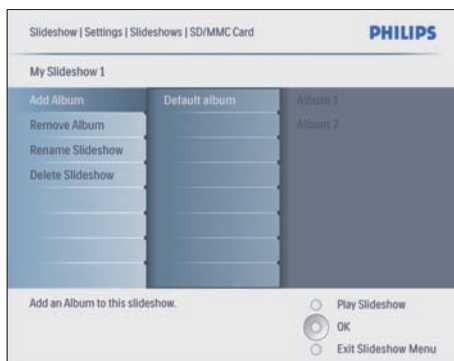 Slideshow | Settings | Slideshows | SD/MMC Card
PHILIPS
My Slideshow 1
Add Album
Default album
Album 1
Remove Album
Album 2
Rename Slideshow
Delete Slideshow
Add an Album to this slideshow.
Play Slideshow
OK
Exit Slideshow Menu